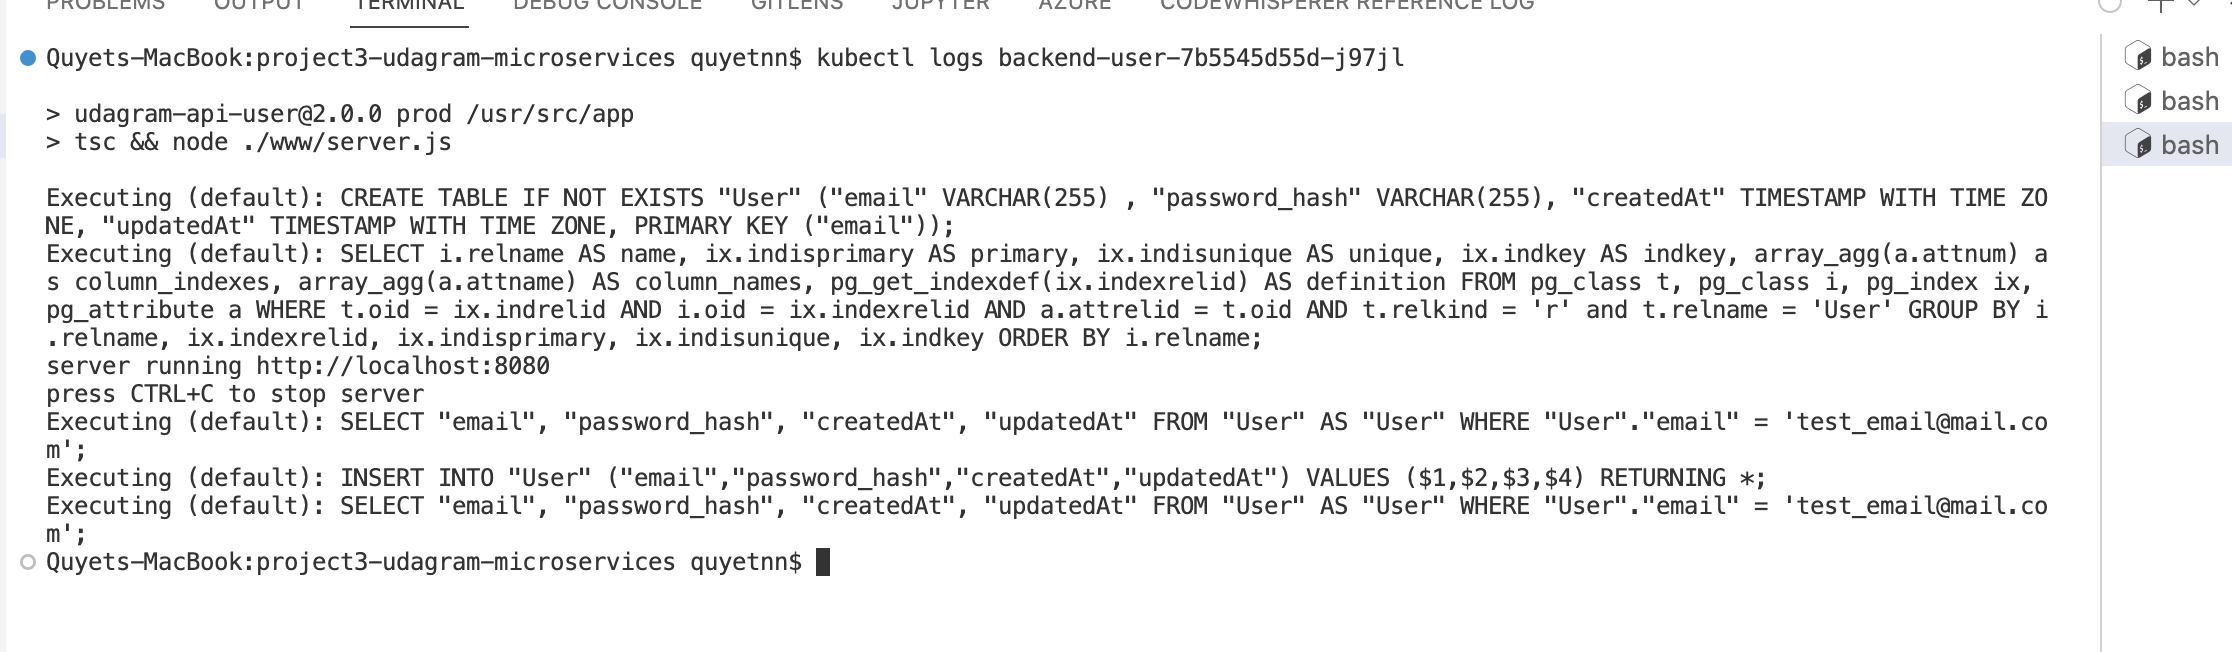 PROBLEMS OUTPUT TERMINAL DEBUG CONSOLE GITLENS JUPYTER AZURE CODEWHISPERER REFERENCE LOG
Quyets-MacBook:project3-udagram-microservices quyetnn$ kubectl logs backend-user-7b5545d55d-j97jl
> udagram-api-user@2.0.0 prod /usr/src/app
> tsc && node ./www/server.js
Executing (default): CREATE TABLE IF NOT EXISTS "User" ("email" VARCHAR(255) , "password_hash" VARCHAR(255), "createdAt" TIMESTAMP WITH TIME ZO
NE, "updatedAt" TIMESTAMP WITH TIME ZONE, PRIMARY KEY ("email"));
Executing (default): SELECT i.relname AS name, ix.indisprimary AS primary, ix.indisunique AS unique, ix.indkey AS indkey, array_agg(a.attnum) a
s column_indexes, array_agg(a.attname) AS column_names, pg_get_indexdef(ix.indexrelid) AS definition FROM pg_class t, pg_class i, pg_index ix,
pg_attribute a WHERE t.oid = ix.indrelid AND i.oid = ix.indexrelid AND a.attrelid = t.oid AND t.relkind = 'r' and t.relname = 'User' GROUP BY i
.relname, ix.indexrelid, ix.indisprimary, ix.indisunique, ix.indkey ORDER BY i.relname;
server running http://localhost:8080
press CTRL+C to stop server
Executing (default): SELECT "email", "password_hash", "createdAt", "updatedAt" FROM "User" AS "User" WHERE "User"."email" = 'test_email@mail.co
m';
Executing (default): INSERT INTO "User" ("email","password_hash","createdAt","updatedAt") VALUES ($1,$2,$3,$4) RETURNING *;
Executing (default): SELECT "email", "password_hash", "createdAt", "updatedAt" FROM "User" AS "User" WHERE "User"."email" = 'test_email@mail.co
m';
Quyets-MacBook:project3-udagram-microservices quyetnn$
bash
bash
bash